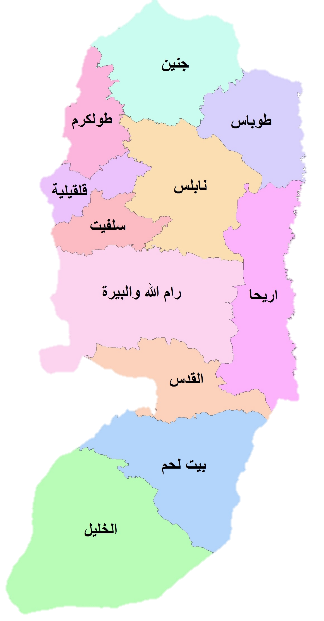 جنين
طولكرم
طوباس
نابلس
قلقيلية
سلفيت
رام الله والبيرة
اريحا
القدس
بيت لحم
الخليل